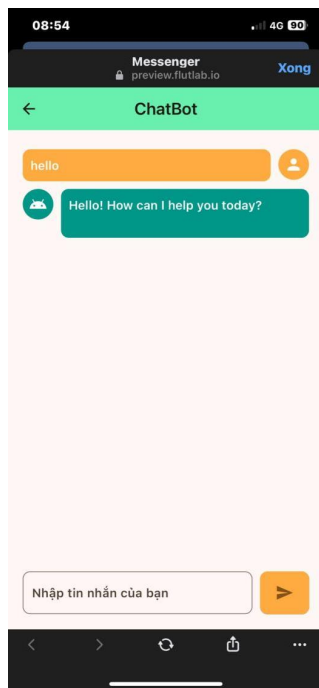 08:54
4G 90
Messenger
preview.flutlab.io
Xong
ChatBot
hello
Hello! How can I help you today?
Nhập tin nhắn của bạn